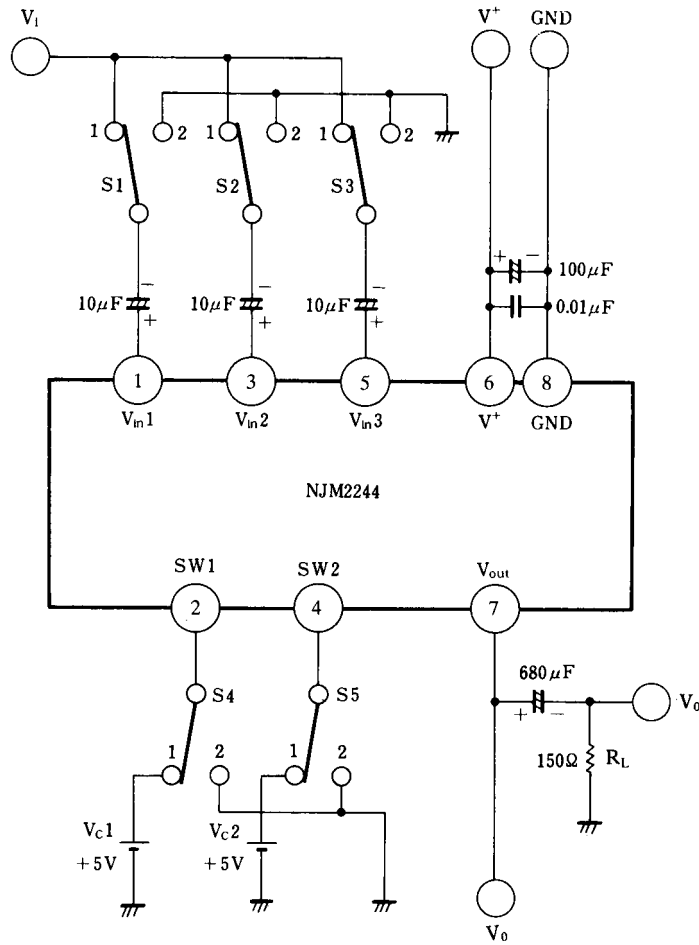 Vi V+ GND
1 2 1 2 1 2
S1 S2 S3
+ − 100µF
10µF − + 10µF − + 10µF − + 0.01µF
1 3 5 6 8
Vin1 Vin2 Vin3 V+ GND
NJM2244
SW1 SW2 Vout
2 4 7
680µF
S4 S5 + − V0
1 2 1 2 150Ω RL
VC1 VC2
+5V +5V
V0